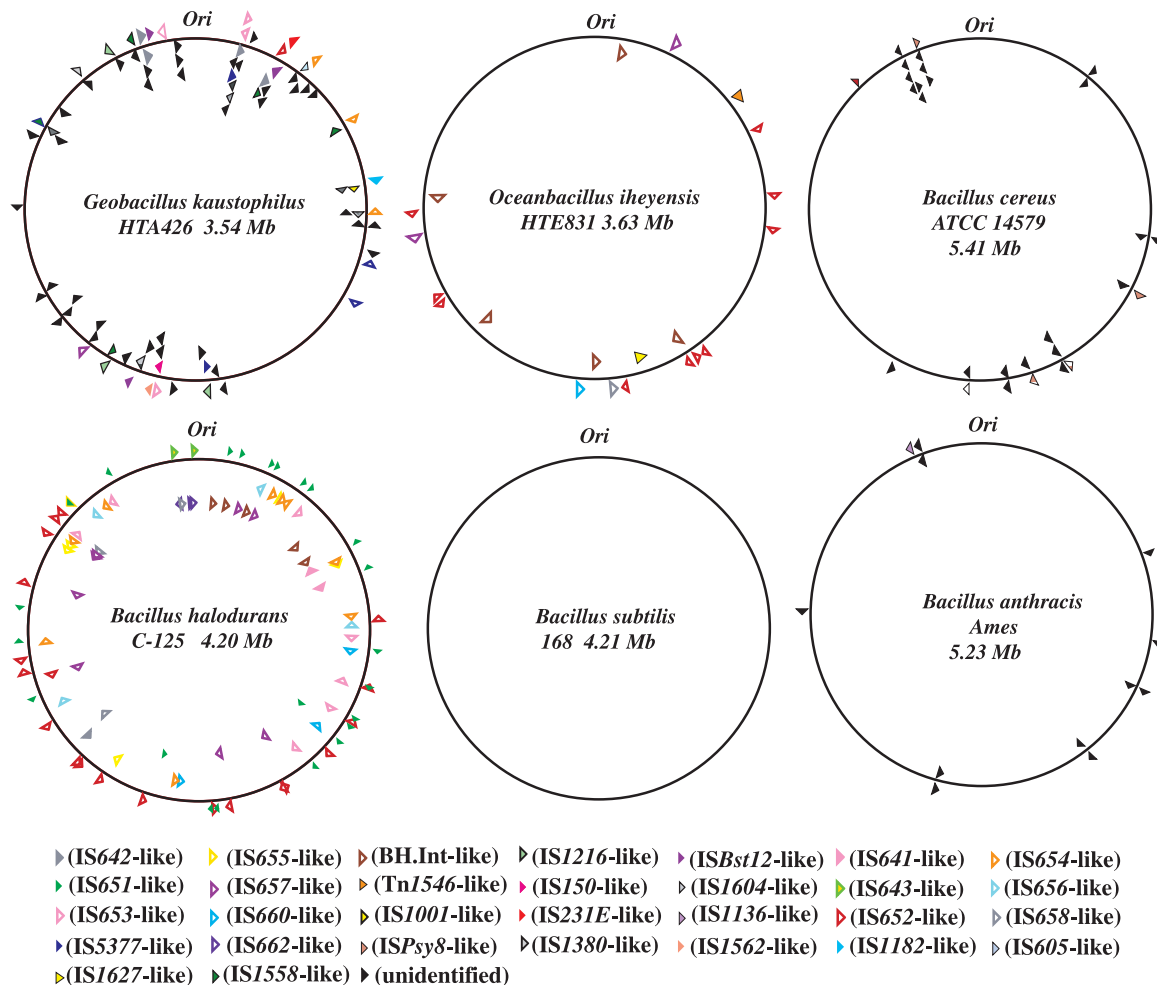 Ori
Ori
Ori
Geobacillus kaustophilus
HTA426 3.54 Mb
Oceanbacillus iheyensis
HTE831 3.63 Mb
Bacillus cereus
ATCC 14579
5.41 Mb
Ori
Ori
Ori
Bacillus halodurans
C-125 4.20 Mb
Bacillus subtilis
168 4.21 Mb
Bacillus anthracis
Ames
5.23 Mb
(IS642-like) (IS655-like) (BH.Int-like) (IS1216-like) (ISBst12-like) (IS641-like) (IS654-like)
(IS651-like) (IS657-like) (Tn1546-like) (IS150-like) (IS1604-like) (IS643-like) (IS656-like)
(IS653-like) (IS660-like) (IS1001-like) (IS231E-like) (IS1136-like) (IS652-like) (IS658-like)
(IS5377-like) (IS662-like) (ISPsy8-like) (IS1380-like) (IS1562-like) (IS1182-like) (IS605-like)
(IS1627-like) (IS1558-like) (unidentified)